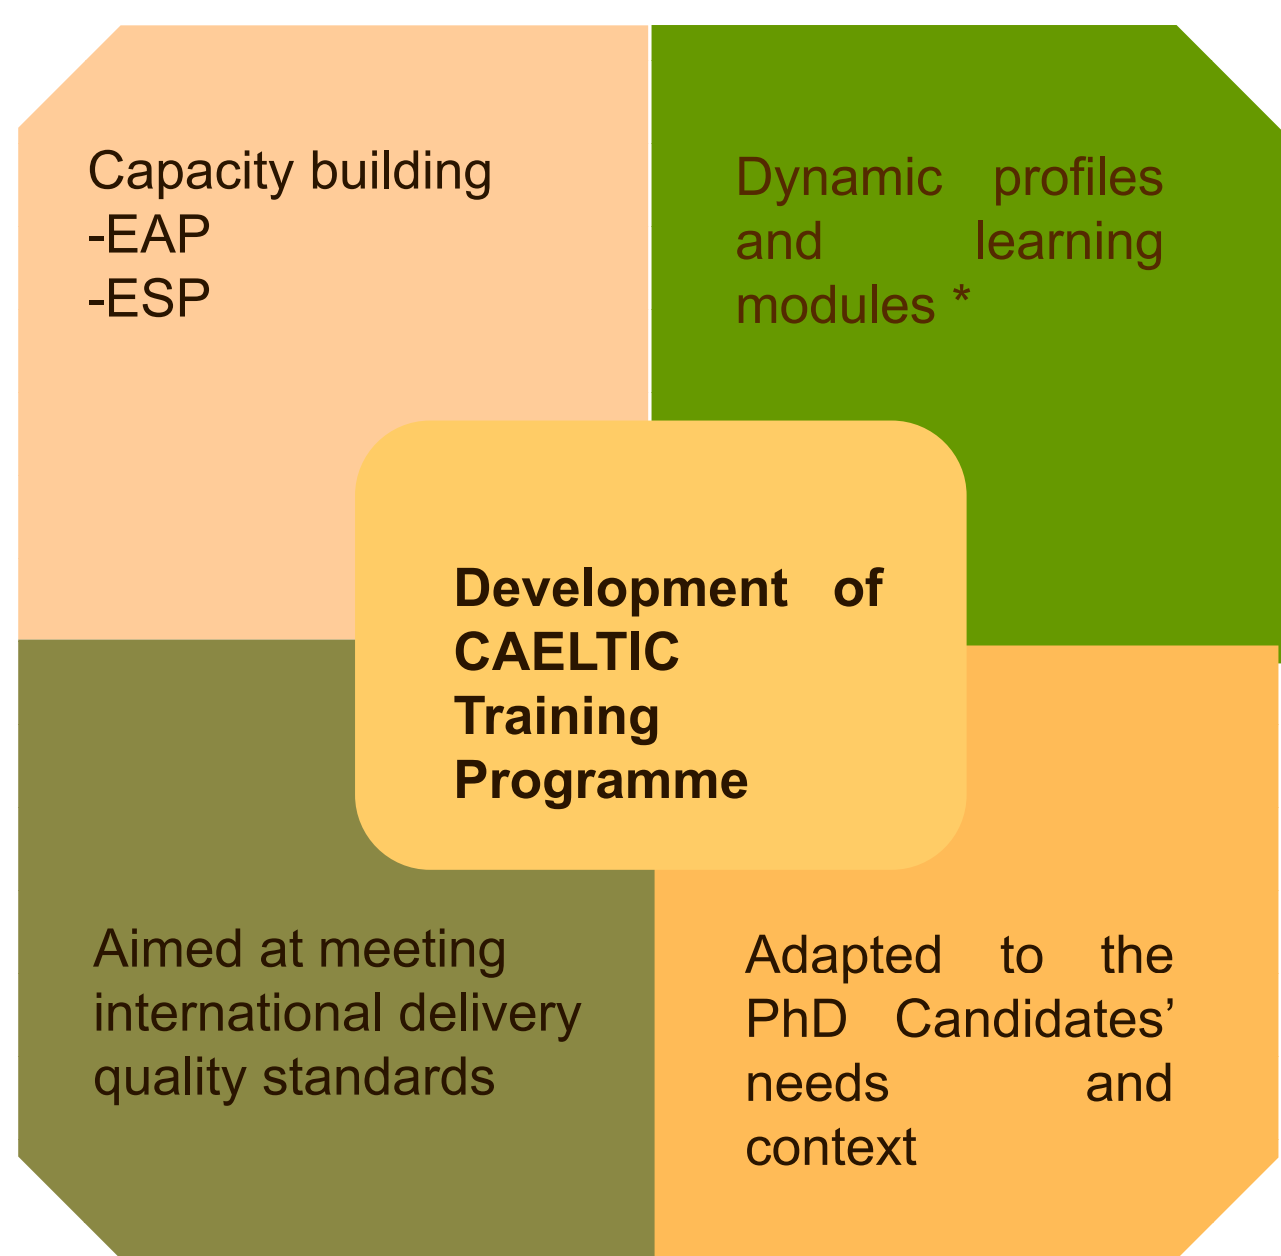 Capacity building
-EAP
-ESP
Dynamic profiles
and learning
modules *
Development of
CAELTIC
Training
Programme
Aimed at meeting
international delivery
quality standards
Adapted to the
PhD Candidates’
needs and
context